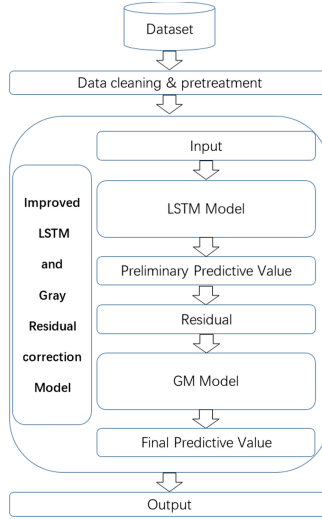 Dataset
Data cleaning & pretreatment
Input
LSTM Model
Preliminary Predictive Value
Residual
GM Model
Final Predictive Value
Improved
LSTM
and
Gray
Residual
correction
Model
Output